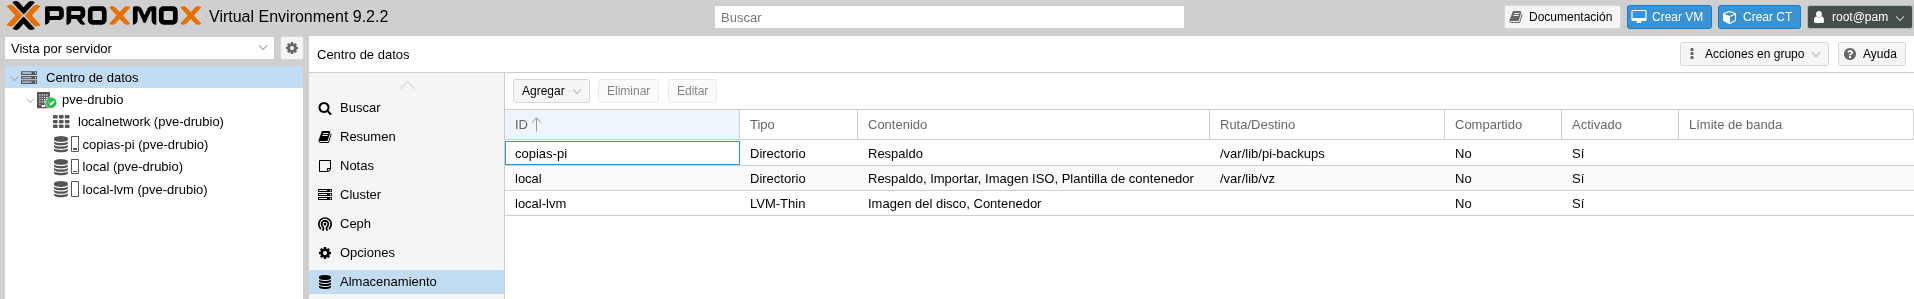 PROXMOX Virtual Environment 9.2.2
Buscar
Documentación
Crear VM
Crear CT
root@pam
Vista por servidor
Centro de datos
pve-drubio
localnetwork (pve-drubio)
copias-pi (pve-drubio)
local (pve-drubio)
local-lvm (pve-drubio)
Centro de datos
Acciones en grupo
Ayuda
Buscar
Resumen
Notas
Cluster
Ceph
Opciones
Almacenamiento
Agregar Eliminar Editar
ID Tipo Contenido Ruta/Destino Compartido Activado Límite de banda
copias-pi Directorio Respaldo /var/lib/pi-backups No Sí
local Directorio Respaldo, Importar, Imagen ISO, Plantilla de contenedor /var/lib/vz No Sí
local-lvm LVM-Thin Imagen del disco, Contenedor No Sí